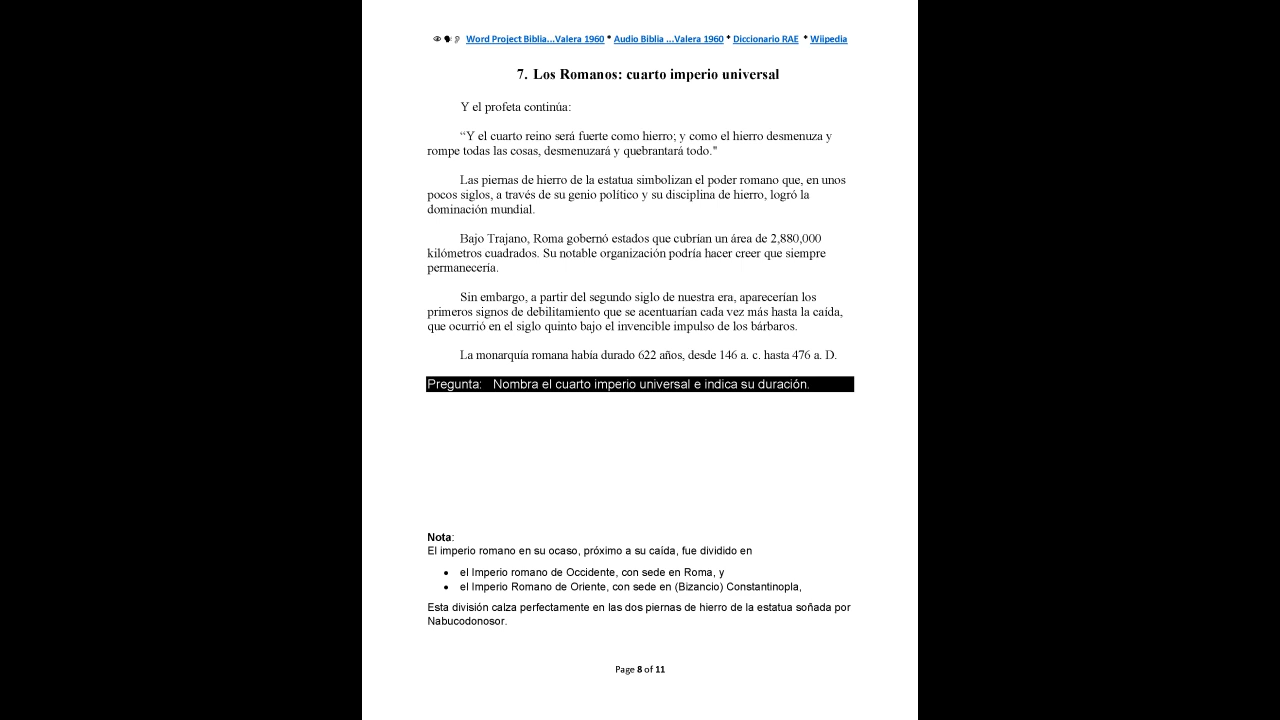 Word Project Biblia...Valera 1960 * Audio Biblia ...Valera 1960 * Diccionario RAE * Wiipedia
7. Los Romanos: cuarto imperio universal
Y el profeta continúa:
“Y el cuarto reino será fuerte como hierro; y como el hierro desmenuza y
rompe todas las cosas, desmenuzará y quebrantará todo."
Las piernas de hierro de la estatua simbolizan el poder romano que, en unos
pocos siglos, a través de su genio político y su disciplina de hierro, logró la
dominación mundial.
Bajo Trajano, Roma gobernó estados que cubrían un área de 2,880,000
kilómetros cuadrados. Su notable organización podría hacer creer que siempre
permanecería.
Sin embargo, a partir del segundo siglo de nuestra era, aparecerían los
primeros signos de debilitamiento que se acentuarían cada vez más hasta la caída,
que ocurrió en el siglo quinto bajo el invencible impulso de los bárbaros.
La monarquía romana había durado 622 años, desde 146 a. c. hasta 476 a. D.
Pregunta: Nombra el cuarto imperio universal e indica su duración.
Nota:
El imperio romano en su ocaso, próximo a su caída, fue dividido en
• el Imperio romano de Occidente, con sede en Roma, y
• el Imperio Romano de Oriente, con sede en (Bizancio) Constantinopla,
Esta división calza perfectamente en las dos piernas de hierro de la estatua soñada por
Nabucodonosor.
Page 8 of 11